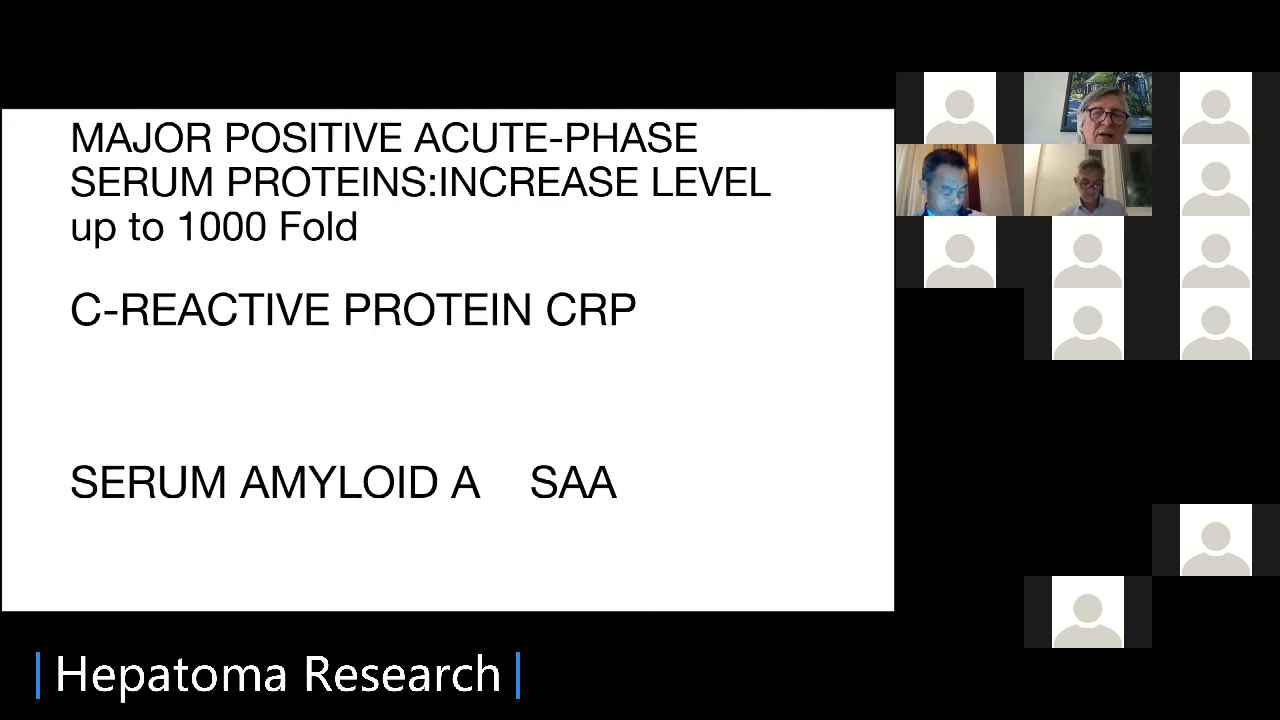 MAJOR POSITIVE ACUTE-PHASE
SERUM PROTEINS:INCREASE LEVEL
up to 1000 Fold
C-REACTIVE PROTEIN CRP
SERUM AMYLOID A SAA
| Hepatoma Research |